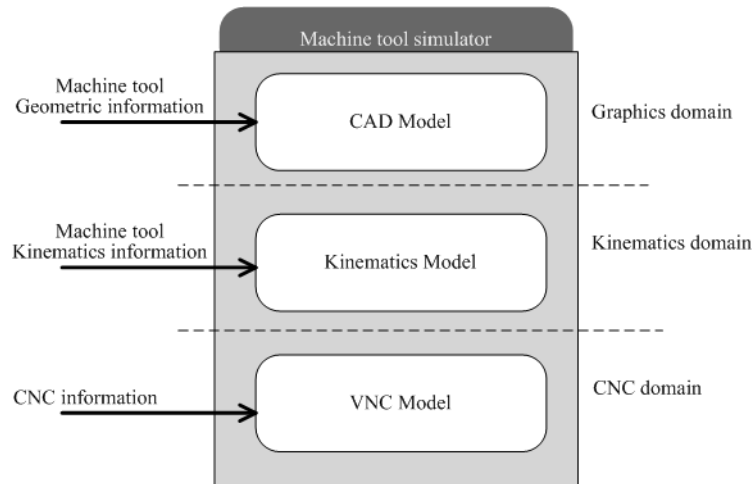 Machine tool simulator
Machine tool
Geometric information
CAD Model
Graphics domain
Machine tool
Kinematics information
Kinematics Model
Kinematics domain
CNC information
VNC Model
CNC domain